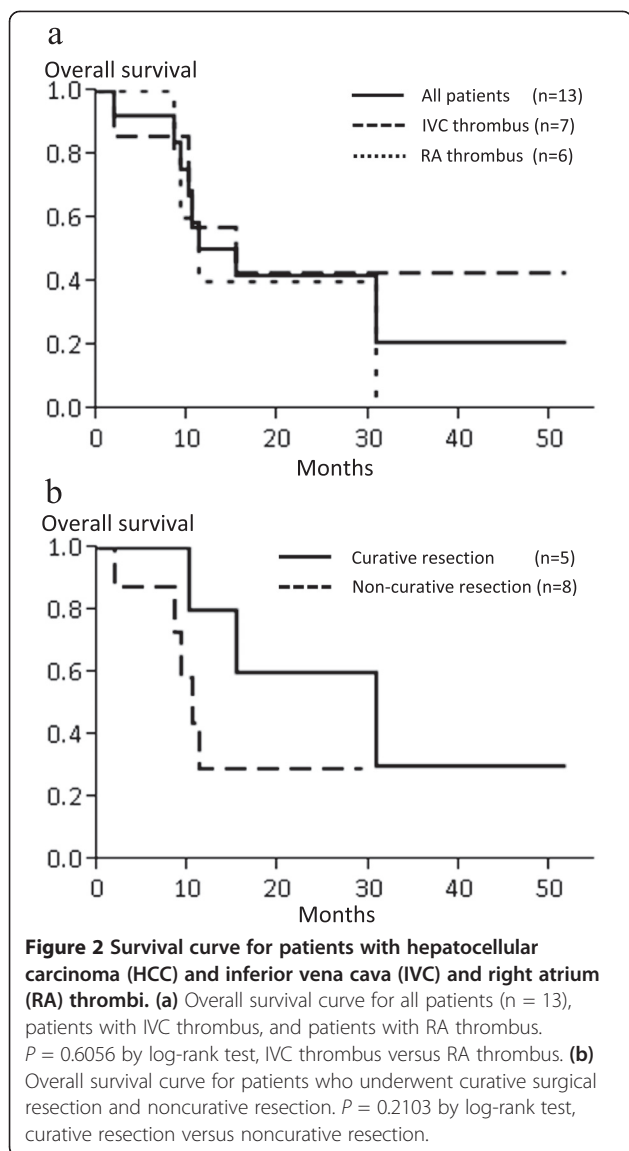 a
Overall survival
1.0
0.8
0.6
0.4
0.2
0.0
All patients (n=13)
IVC thrombus (n=7)
RA thrombus (n=6)
0 10 20 30 40 50
Months
b
Overall survival
1.0
0.8
0.6
0.4
0.2
0.0
Curative resection (n=5)
Non-curative resection (n=8)
0 10 20 30 40 50
Months
Figure 2 Survival curve for patients with hepatocellular
carcinoma (HCC) and inferior vena cava (IVC) and right atrium
(RA) thrombi. (a) Overall survival curve for all patients (n = 13),
patients with IVC thrombus, and patients with RA thrombus.
P = 0.6056 by log-rank test, IVC thrombus versus RA thrombus. (b)
Overall survival curve for patients who underwent curative surgical
resection and noncurative resection. P = 0.2103 by log-rank test,
curative resection versus noncurative resection.